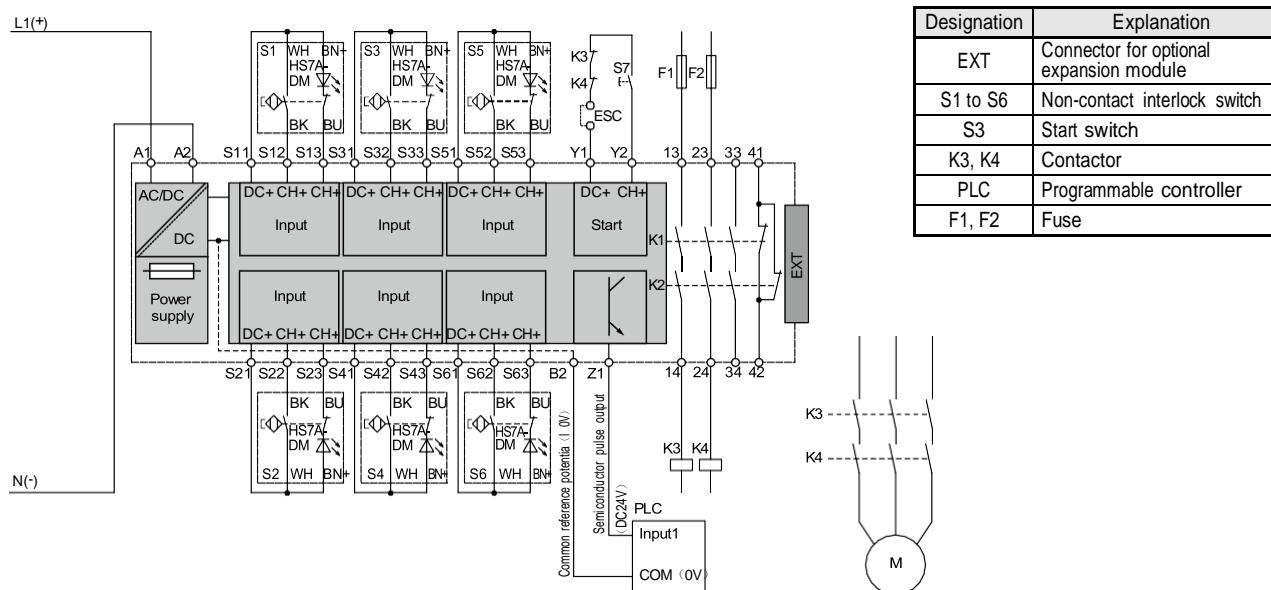 L1(+)
S1 WH BN+
HS7A-
DM
BK BU
S3 WH BN+
HS7A-
DM
BK BU
S5 WH BN+
HS7A-
DM
BK BU
K3
K4
S7
ESC
F1 F2
A1 A2 S11 S12 S13 S31 S32 S33 S51 S52 S53 Y1 Y2 13 23 33 41
AC/DC
DC
Power
supply
DC+ CH+ CH+ DC+ CH+ CH+ DC+ CH+ CH+ DC+ CH+
Input Input Input Start
K1
K2
EXT
Input Input Input
DC+ CH+ CH+ DC+ CH+ CH+ DC+ CH+ CH+
S21 S22 S23 S41 S42 S43 S61 S62 S63 B2 Z1 14 24 34 42
BK BU
HS7A-
DM
S2 WH BN+
BK BU
HS7A-
DM
S4 WH BN+
BK BU
HS7A-
DM
S6 WH BN+
N(-)
Common reference potentia (l 0V)
Semiconductor pulse output
(DC24V)
PLC
Input1
COM (0V)
K3 K4
K3
K4
M
Designation Explanation
EXT Connector for optional
expansion module
S1 to S6 Non-contact interlock switch
S3 Start switch
K3, K4 Contactor
PLC Programmable controller
F1, F2 Fuse